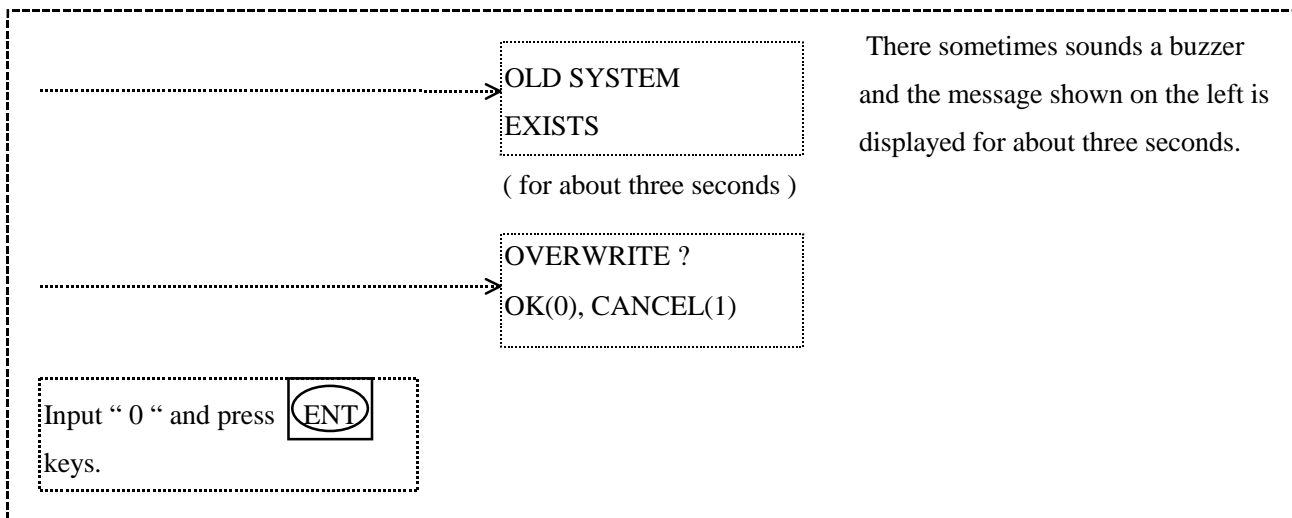 OLD SYSTEM
EXISTS
There sometimes sounds a buzzer
and the message shown on the left is
displayed for about three seconds.
( for about three seconds )
OVERWRITE ?
OK(0), CANCEL(1)
Input “ 0 “ and press ENT
keys.